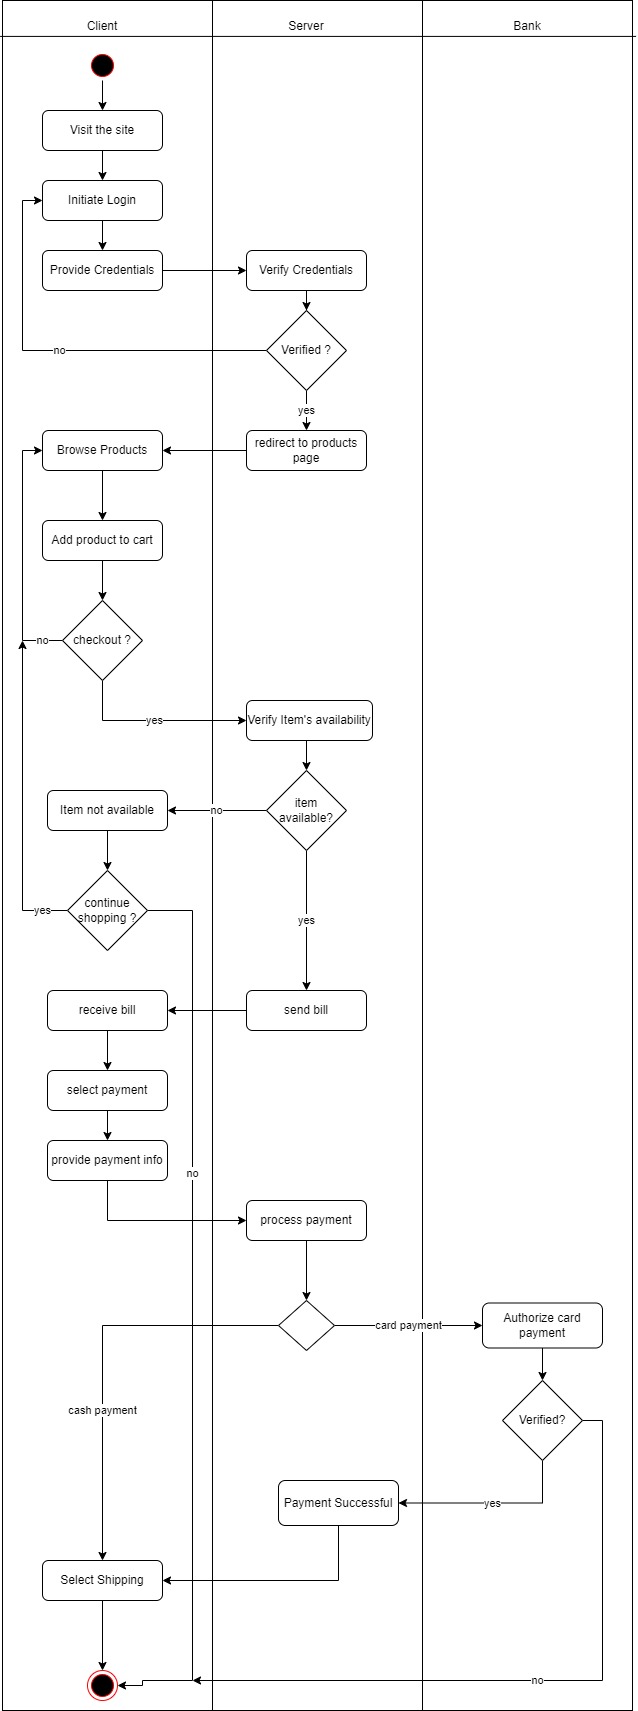 Client
Server
Bank
Visit the site
Initiate Login
Provide Credentials
Verify Credentials
Verified ?
no
yes
redirect to products
page
Browse Products
Add product to cart
checkout ?
no
yes
Verify Item's availability
item
available?
no
Item not available
continue
shopping ?
yes
yes
send bill
receive bill
select payment
provide payment info
no
process payment
card payment
Authorize card
payment
cash payment
Verified?
yes
Payment Successful
Select Shipping
no